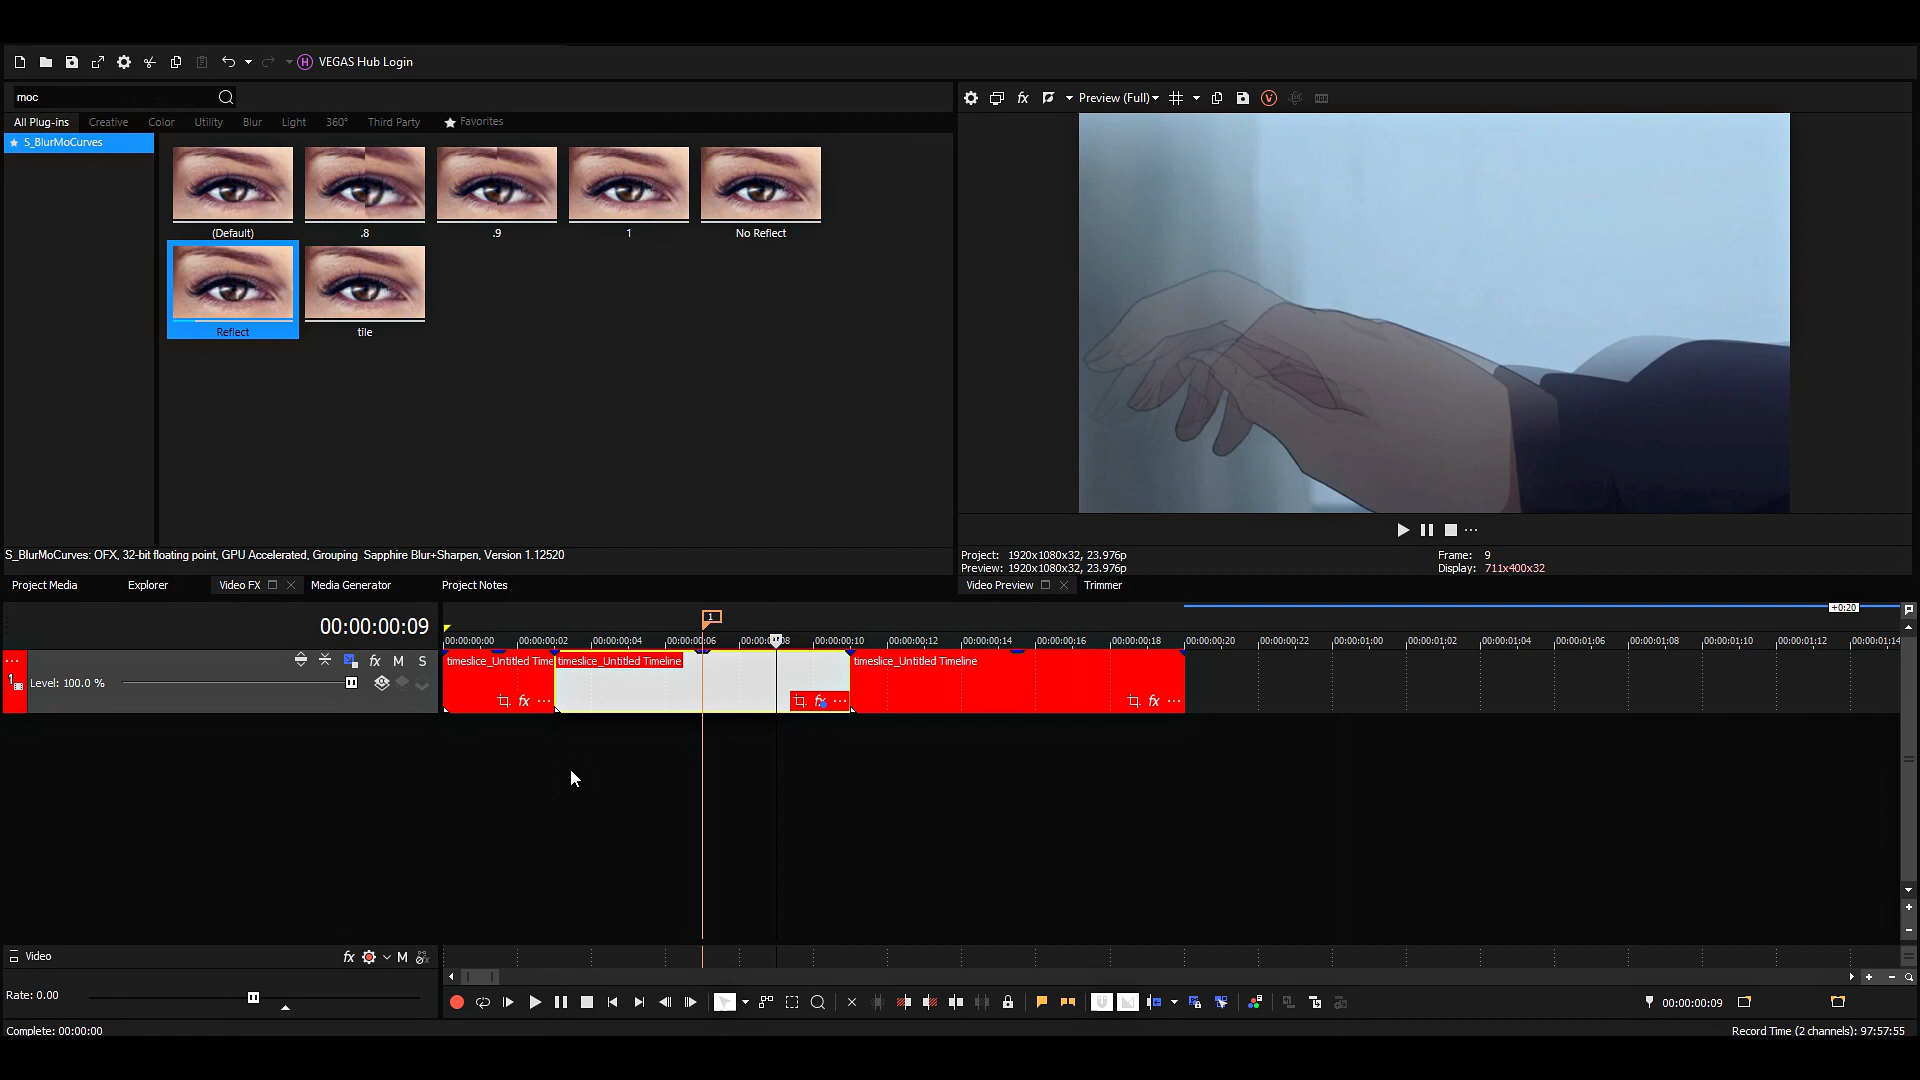 VEGAS Hub Login
moc
Preview (Full)
All Plug-ins Creative Color Utility Blur Light 360° Third Party Favorites
S_BlurMoCurves
(Default) .8 .9 1 No Reflect
Reflect tile
S_BlurMoCurves: OFX, 32-bit floating point, GPU Accelerated, Grouping Sapphire Blur+Sharpen, Version 1.12520
Project: 1920x1080x32, 23.976p
Preview: 1920x1080x32, 23.976p
Frame: 9
Display: 711x400x32
Project Media Explorer Video FX Media Generator Project Notes
Video Preview Trimmer
00:00:00:09
1
+0:20
00:00:00:00 00:00:00:02 00:00:00:04 00:00:00:06 00:00:00:08 00:00:00:10 00:00:00:12 00:00:00:14 00:00:00:16 00:00:00:18 00:00:00:20 00:00:00:22 00:00:01:00 00:00:01:02 00:00:01:04 00:00:01:06 00:00:01:08 00:00:01:10 00:00:01:12 00:00:01:14
1
fx M S
Level: 100.0 %
timeslice_Untitled Time timeslice_Untitled Timeline timeslice_Untitled Timeline
fx fx fx
Video fx M
Rate: 0.00
00:00:00:09
Complete: 00:00:00
Record Time (2 channels): 97:57:55